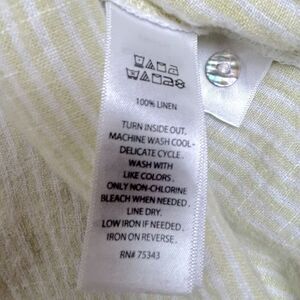 100% LINEN
TURN INSIDE OUT.
MACHINE WASH COOL-
DELICATE CYCLE.
WASH WITH
LIKE COLORS.
ONLY NON-CHLORINE
BLEACH WHEN NEEDED.
LINE DRY.
LOW IRON IF NEEDED.
IRON ON REVERSE.
RN# 75343